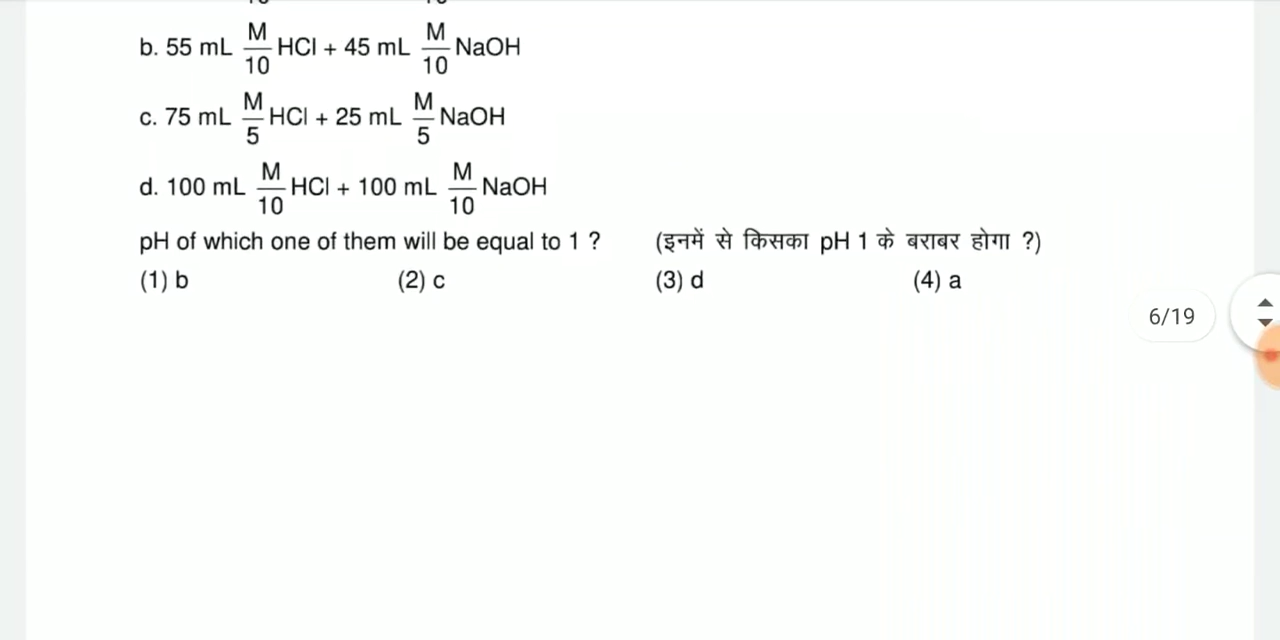 b. 55 mL M/10 HCl + 45 mL M/10 NaOH
c. 75 mL M/5 HCl + 25 mL M/5 NaOH
d. 100 mL M/10 HCl + 100 mL M/10 NaOH
pH of which one of them will be equal to 1 ? (इनमें से किसका pH 1 के बराबर होगा ?)
(1) b (2) c (3) d (4) a
6/19